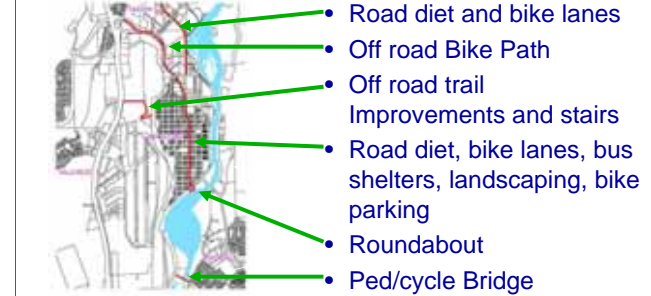 • Road diet and bike lanes
• Off road Bike Path
• Off road trail
Improvements and stairs
• Road diet, bike lanes, bus
shelters, landscaping, bike
parking
• Roundabout
• Ped/cycle Bridge